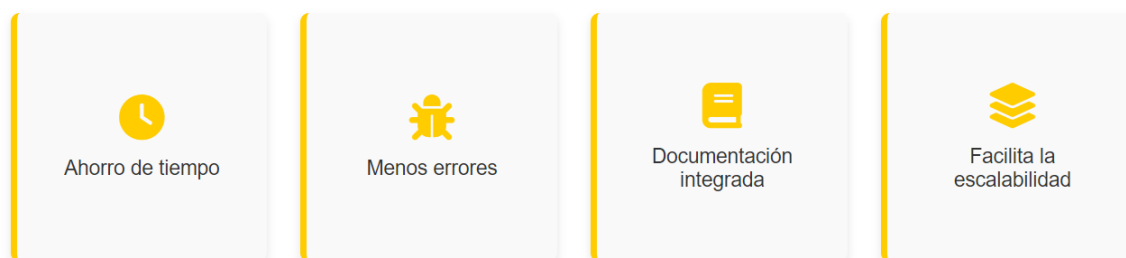 Ahorro de tiempo
Menos errores
Documentación
integrada
Facilita la
escalabilidad